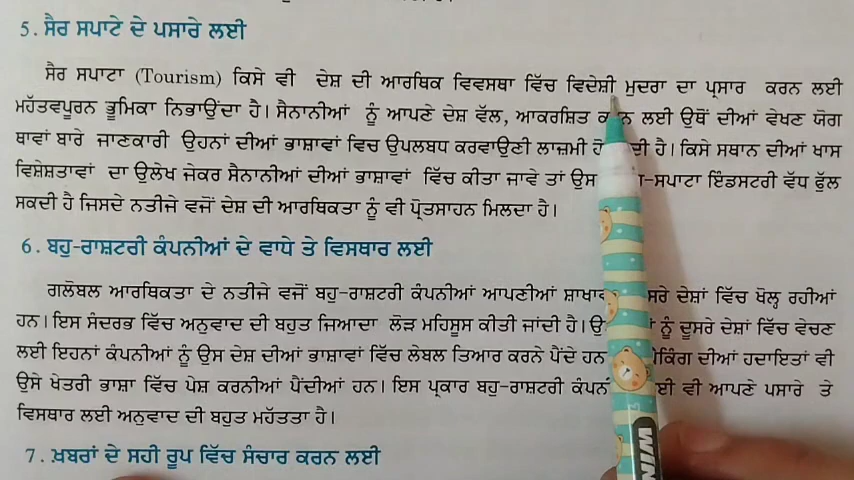 5. ਸੈਰ ਸਪਾਟੇ ਦੇ ਪਸਾਰੇ ਲਈ
ਸੈਰ ਸਪਾਟਾ (Tourism) ਕਿਸੇ ਵੀ ਦੇਸ਼ ਦੀ ਆਰਥਿਕ ਵਿਵਸਥਾ ਵਿੱਚ ਵਿਦੇਸ਼ੀ ਮੁਦਰਾ ਦਾ ਪ੍ਰਸਾਰ ਕਰਨ ਲਈ
ਮਹੱਤਵਪੂਰਨ ਭੂਮਿਕਾ ਨਿਭਾਉਂਦਾ ਹੈ। ਸੈਨਾਨੀਆਂ ਨੂੰ ਆਪਣੇ ਦੇਸ਼ ਵੱਲ, ਆਕਰਸ਼ਿਤ ਕਰਨ ਲਈ ਉਥੋਂ ਦੀਆਂ ਵੇਖਣ ਯੋਗ
ਥਾਵਾਂ ਬਾਰੇ ਜਾਣਕਾਰੀ ਉਹਨਾਂ ਦੀਆਂ ਭਾਸ਼ਾਵਾਂ ਵਿਚ ਉਪਲਬਧ ਕਰਵਾਉਣੀ ਲਾਜ਼ਮੀ ਹੈ। ਕਿਸੇ ਸਥਾਨ ਦੀਆਂ ਖਾਸ
ਵਿਸ਼ੇਸ਼ਤਾਵਾਂ ਦਾ ਉਲੇਖ ਜੇਕਰ ਸੈਨਾਨੀਆਂ ਦੀਆਂ ਭਾਸ਼ਾਵਾਂ ਵਿੱਚ ਕੀਤਾ ਜਾਵੇ ਤਾਂ ਉਸ -ਸਪਾਟਾ ਇੰਡਸਟਰੀ ਵੱਧ ਫੁੱਲ
ਸਕਦੀ ਹੈ ਜਿਸਦੇ ਨਤੀਜੇ ਵਜੋਂ ਦੇਸ਼ ਦੀ ਆਰਥਿਕਤਾ ਨੂੰ ਵੀ ਪ੍ਰੋਤਸਾਹਨ ਮਿਲਦਾ ਹੈ।
6. ਬਹੁ-ਰਾਸ਼ਟਰੀ ਕੰਪਨੀਆਂ ਦੇ ਵਾਧੇ ਤੇ ਵਿਸਥਾਰ ਲਈ
ਗਲੋਬਲ ਆਰਥਿਕਤਾ ਦੇ ਨਤੀਜੇ ਵਜੋਂ ਬਹੁ-ਰਾਸ਼ਟਰੀ ਕੰਪਨੀਆਂ ਆਪਣੀਆਂ ਦੇਸ਼ਾਂ ਵਿੱਚ ਖੋਲ੍ਹ ਰਹੀਆਂ
ਹਨ। ਇਸ ਸੰਦਰਭ ਵਿੱਚ ਅਨੁਵਾਦ ਦੀ ਬਹੁਤ ਜਿਆਦਾ ਲੋੜ ਮਹਿਸੂਸ ਕੀਤੀ ਜਾਂਦੀ ਹੈ। ਨੂੰ ਦੂਸਰੇ ਦੇਸ਼ਾਂ ਵਿੱਚ ਵੇਚਣ
ਲਈ ਇਹਨਾਂ ਕੰਪਨੀਆਂ ਨੂੰ ਉਸ ਦੇਸ਼ ਦੀਆਂ ਭਾਸ਼ਾਵਾਂ ਵਿੱਚ ਲੇਬਲ ਤਿਆਰ ਕਰਨੇ ਪੈਂਦੇ ਹਨ ਦੀਆਂ ਹਦਾਇਤਾਂ ਵੀ
ਉਸੇ ਖੇਤਰੀ ਭਾਸ਼ਾ ਵਿੱਚ ਪੇਸ਼ ਕਰਨੀਆਂ ਪੈਂਦੀਆਂ ਹਨ। ਇਸ ਪ੍ਰਕਾਰ ਬਹੁ-ਰਾਸ਼ਟਰੀ ਵੀ ਆਪਣੇ ਪਸਾਰੇ ਤੇ
ਵਿਸਥਾਰ ਲਈ ਅਨੁਵਾਦ ਦੀ ਬਹੁਤ ਮਹੱਤਤਾ ਹੈ।
7. ਖ਼ਬਰਾਂ ਦੇ ਸਹੀ ਰੂਪ ਵਿੱਚ ਸੰਚਾਰ ਕਰਨ ਲਈ
WIN